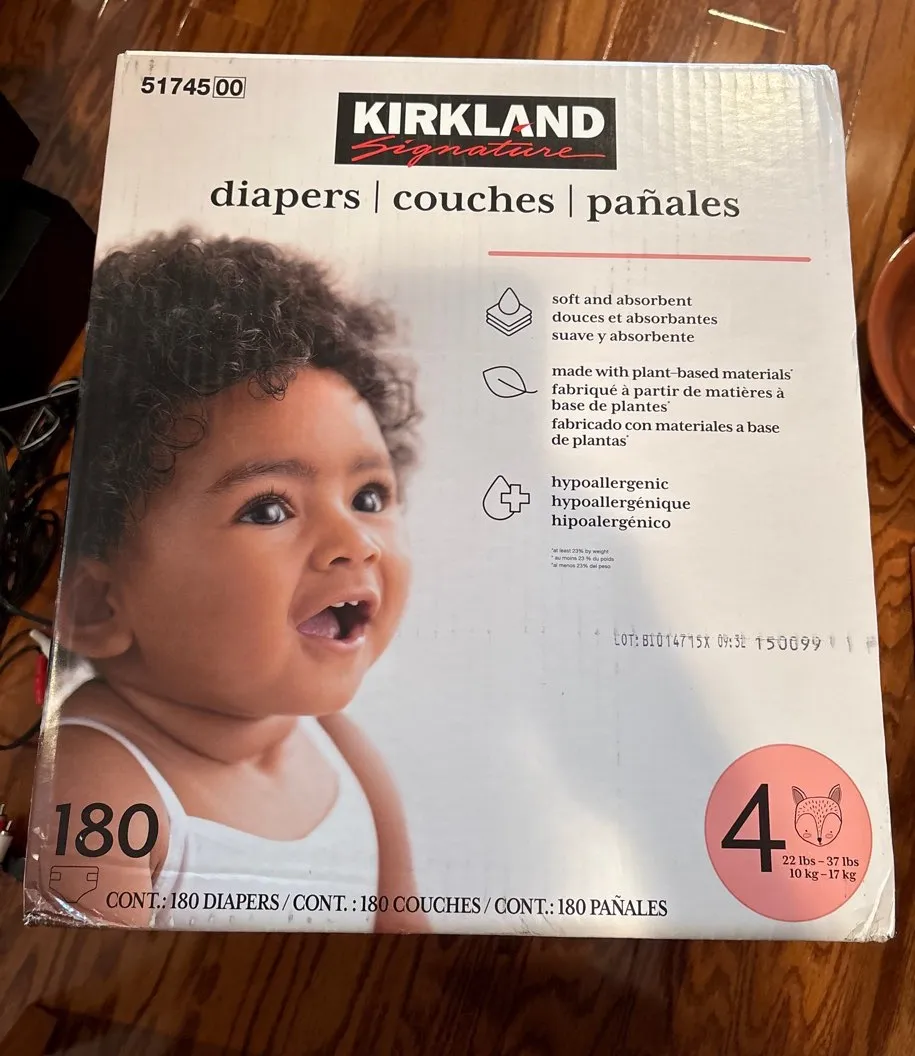 51745 00
KIRKLAND
Signature
diapers | couches | pañales
soft and absorbent
douces et absorbantes
suave y absorbente
made with plant-based materials*
fabriqué à partir de matières à
base de plantes*
fabricado con materiales a base
de plantas*
hypoallergenic
hypoallergénique
hipoalergénico
*at least 23% by weight
* au moins 23 % du poids
*al menos 23% del peso
LOT: 09:32 150099
180
4
22 lbs – 37 lbs
10 kg – 17 kg
CONT.: 180 DIAPERS / CONT. : 180 COUCHES / CONT.: 180 PAÑALES